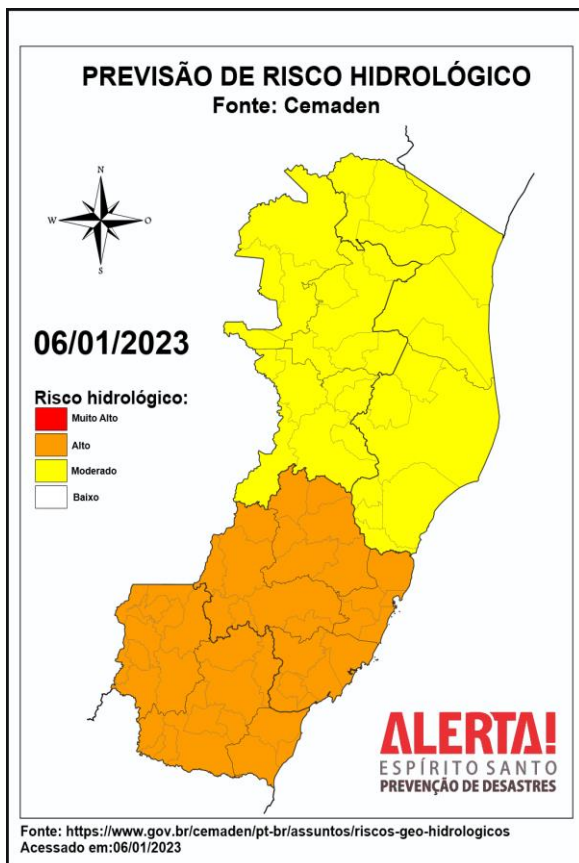 PREVISÃO DE RISCO HIDROLÓGICO
Fonte: Cemaden
N
W
O
S
06/01/2023
Risco hidrológico:
Muito Alto
Alto
Moderado
Baixo
ALERTA!
ESPÍRITO SANTO
PREVENÇÃO DE DESASTRES
Fonte: https://www.gov.br/cemaden/pt-br/assuntos/riscos-geo-hidrologicos
Acessado em:06/01/2023